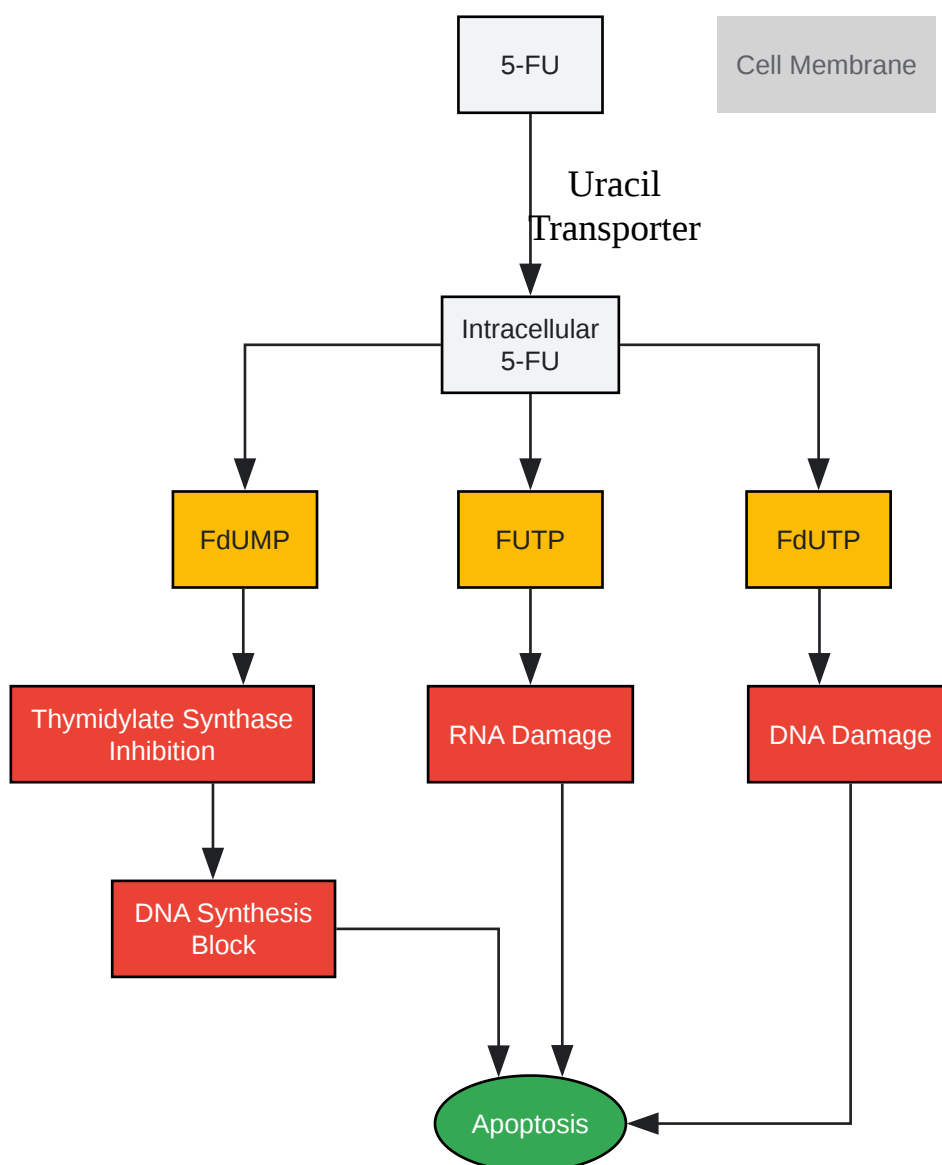 5-FU
Cell Membrane
Uracil
Transporter
Intracellular
5-FU
FdUMP
FUTP
FdUTP
Thymidylate Synthase
Inhibition
RNA Damage
DNA Damage
DNA Synthesis
Block
Apoptosis